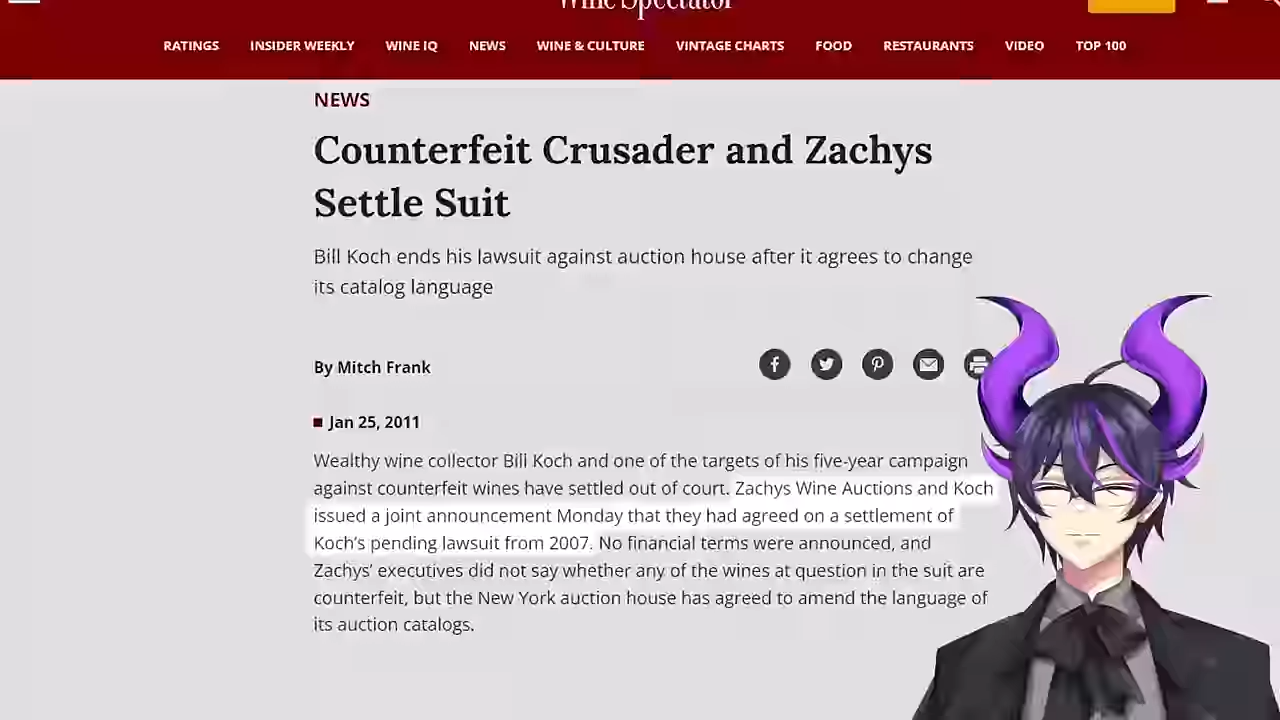 Wine Spectator
RATINGS INSIDER WEEKLY WINE IQ NEWS WINE & CULTURE VINTAGE CHARTS FOOD RESTAURANTS VIDEO TOP 100
NEWS
Counterfeit Crusader and Zachys
Settle Suit
Bill Koch ends his lawsuit against auction house after it agrees to change
its catalog language
By Mitch Frank
Jan 25, 2011
Wealthy wine collector Bill Koch and one of the targets of his five-year campaign
against counterfeit wines have settled out of court. Zachys Wine Auctions and Koch
issued a joint announcement Monday that they had agreed on a settlement of
Koch’s pending lawsuit from 2007. No financial terms were announced, and
Zachys’ executives did not say whether any of the wines at question in the suit are
counterfeit, but the New York auction house has agreed to amend the language of
its auction catalogs.